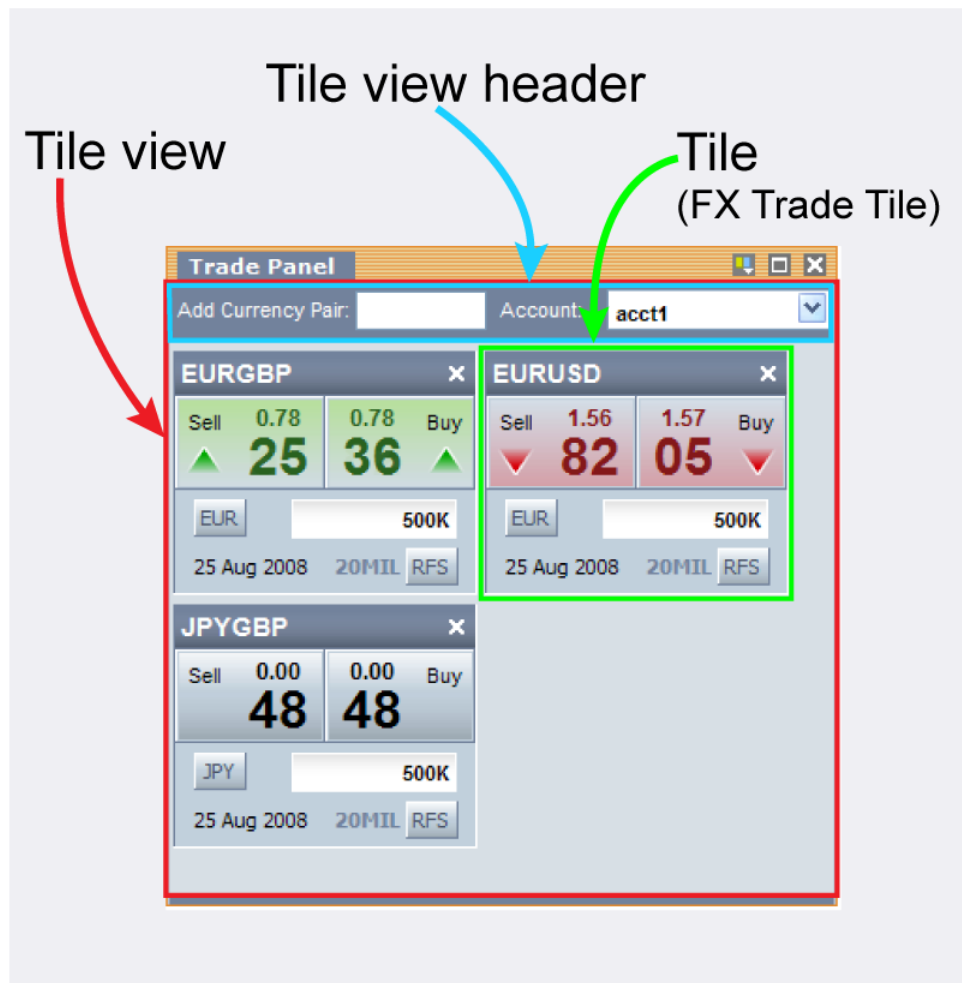 Tile view header
Tile view
Tile
(FX Trade Tile)
Trade Panel
Add Currency Pair:
Account:
acct1
EURGBP
Sell 0.78 25
0.78 36 Buy
EUR 500K
25 Aug 2008 20MIL RFS
EURUSD
Sell 1.56 82
1.57 05 Buy
EUR 500K
25 Aug 2008 20MIL RFS
JPYGBP
Sell 0.00 48
0.00 48 Buy
JPY 500K
25 Aug 2008 20MIL RFS